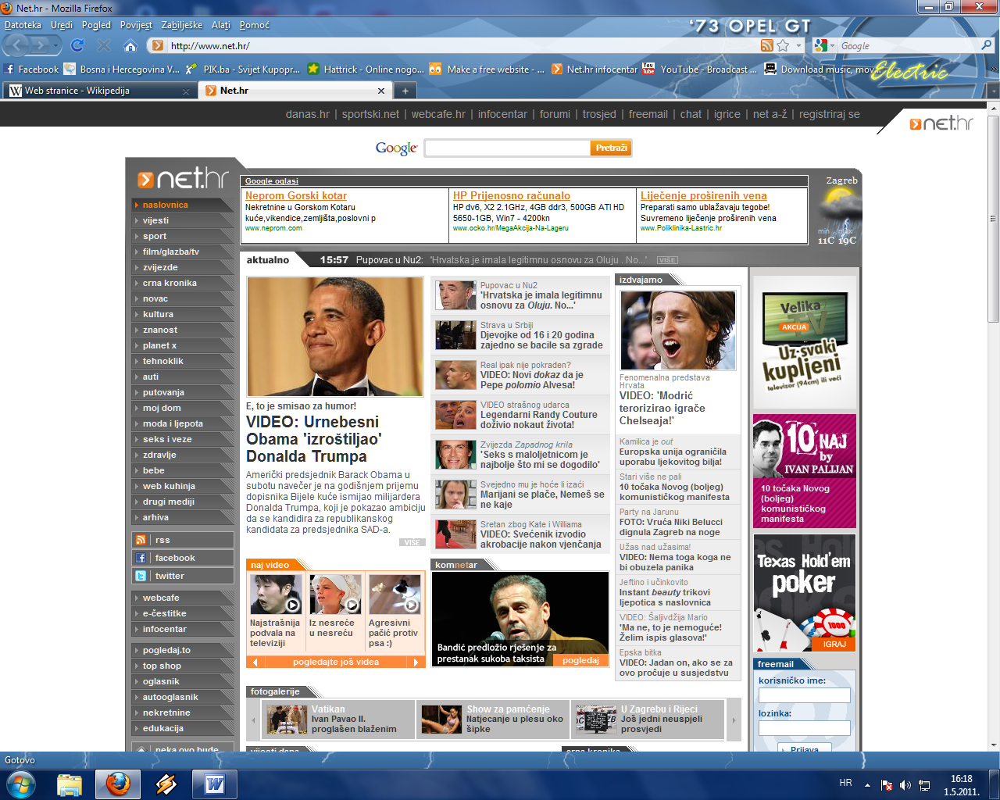 Net.hr - Mozilla Firefox
Datoteka Uredi Pogled Povijest Zabilješke Alati Pomoć
'73 OPEL GT
http://www.net.hr/
Google
Facebook Bosna i Hercegovina V... PIK.ba - Svijet Kupopr... Hattrick - Online nogo... Make a free website - ... Net.hr infocentar YouTube - Broadcast ... Download music, mov...
Electric
Web stranice - Wikipedija Net.hr
danas.hr | sportski.net | webcafe.hr | infocentar | forumi | trosjed | freemail | chat | igrice | net a-ž | registriraj se
net.hr
Google Pretraži
net.hr
Google oglasi
Neprom Gorski kotar
Nekretnine u Gorskom Kotaru
kuće,vikendice,zemljišta,poslovni p
www.neprom.com
HP Prijenosno računalo
HP dv6, X2 2.1GHz, 4GB ddr3, 500GB ATI HD
5650-1GB, Win7 - 4200kn
www.ocko.hr/MegaAkcija-Na-Lageru
Liječenje proširenih vena
Preparati samo ublažavaju tegobe!
Suvremeno liječenje proširenih vena
www.Poliklinika-Lastric.hr
Zagreb
min max
11C 19C
naslovnica
vijesti
sport
film/glazba/tv
zvijezde
crna kronika
novac
kultura
znanost
planet x
tehnoklik
auti
putovanja
moj dom
moda i ljepota
seks i veze
zdravlje
bebe
web kuhinja
drugi mediji
arhiva
rss
facebook
twitter
webcafe
e-čestitke
infocentar
pogledaj.to
top shop
oglasnik
autooglasnik
nekretnine
edukacija
neka ovo bude
aktualno 15:57 Pupovac u Nu2: 'Hrvatska je imala legitimnu osnovu za Oluju . No...' VIŠE
E, to je smisao za humor!
VIDEO: Urnebesni
Obama 'izroštiljao'
Donalda Trumpa
Američki predsjednik Barack Obama u
subotu navečer je na godišnjem prijemu
dopisnika Bijele kuće ismijao milijardera
Donalda Trumpa, koji je pokazao ambiciju
da se kandidira za republikanskog
kandidata za predsjednika SAD-a.
VIŠE
Pupovac u Nu2
'Hrvatska je imala legitimnu
osnovu za Oluju. No...'
Strava u Srbiji
Djevojke od 16 i 20 godina
zajedno se bacile sa zgrade
Real ipak nije pokraden?
VIDEO: Novi dokaz da je
Pepe polomio Alvesa!
VIDEO strašnog udarca
Legendarni Randy Couture
doživio nokaut života!
Zvijezda Zapadnog krila
'Seks s maloljetnicom je
najbolje što mi se dogodilo'
Svejedno mu je hoće li izaći
Marijani se plače, Nemeš se
ne kaje
Sretan zbog Kate i Williama
VIDEO: Svećenik izvodio
akrobacije nakon vjenčanja
izdvajamo
Fenomenalna predstava
Hrvata
VIDEO: 'Modrić
terorizirao igrače
Chelseaja!'
Kamilica je out
Europska unija ograničila
uporabu ljekovitog bilja!
Stari više ne pali
10 točaka Novog (boljeg)
komunističkog manifesta
Party na Jarunu
FOTO: Vruća Niki Belucci
dignula Zagreb na noge
Užas nad užasima!
VIDEO: Nema toga koga ne
bi obuzela panika
Jeftino i učinkovito
Instant beauty trikovi
ljepotica s naslovnica
VIDEO: Šaljivdžija Mario
'Ma ne, to je nemoguće!
Želim ispis glasova!'
Epska bitka
VIDEO: Jadan on, ako se za
ovo pročuje u susjedstvu
naj video
Najstrašnija
podvala na
televiziji
Iz nesreće
u nesreću
Agresivni
pačić protiv
psa :)
pogledajte još videa
komnetar
Bandić predložio rješenje za
prestanak sukoba taksista
pogledaj
fotogalerije
Vatikan
Ivan Pavao II.
proglašen blaženim
Show za pamćenje
Natjecanje u plesu oko
šipke
U Zagrebu i Rijeci
Još jedni neuspjeli
prosvjedi
vijesti dana
crna kronika
Velika
AKCIJA
Uz svaki
kupljeni
televizor (94cm) ili veći
10 NAJ
by
IVAN PALIJAN
10 točaka Novog
(boljeg)
komunističkog
manifesta
Texas Hold'em
poker
1000
IGRAJ
freemail
korisničko ime:
lozinka:
Prijava
Gotovo
HR
16:18
1.5.2011.